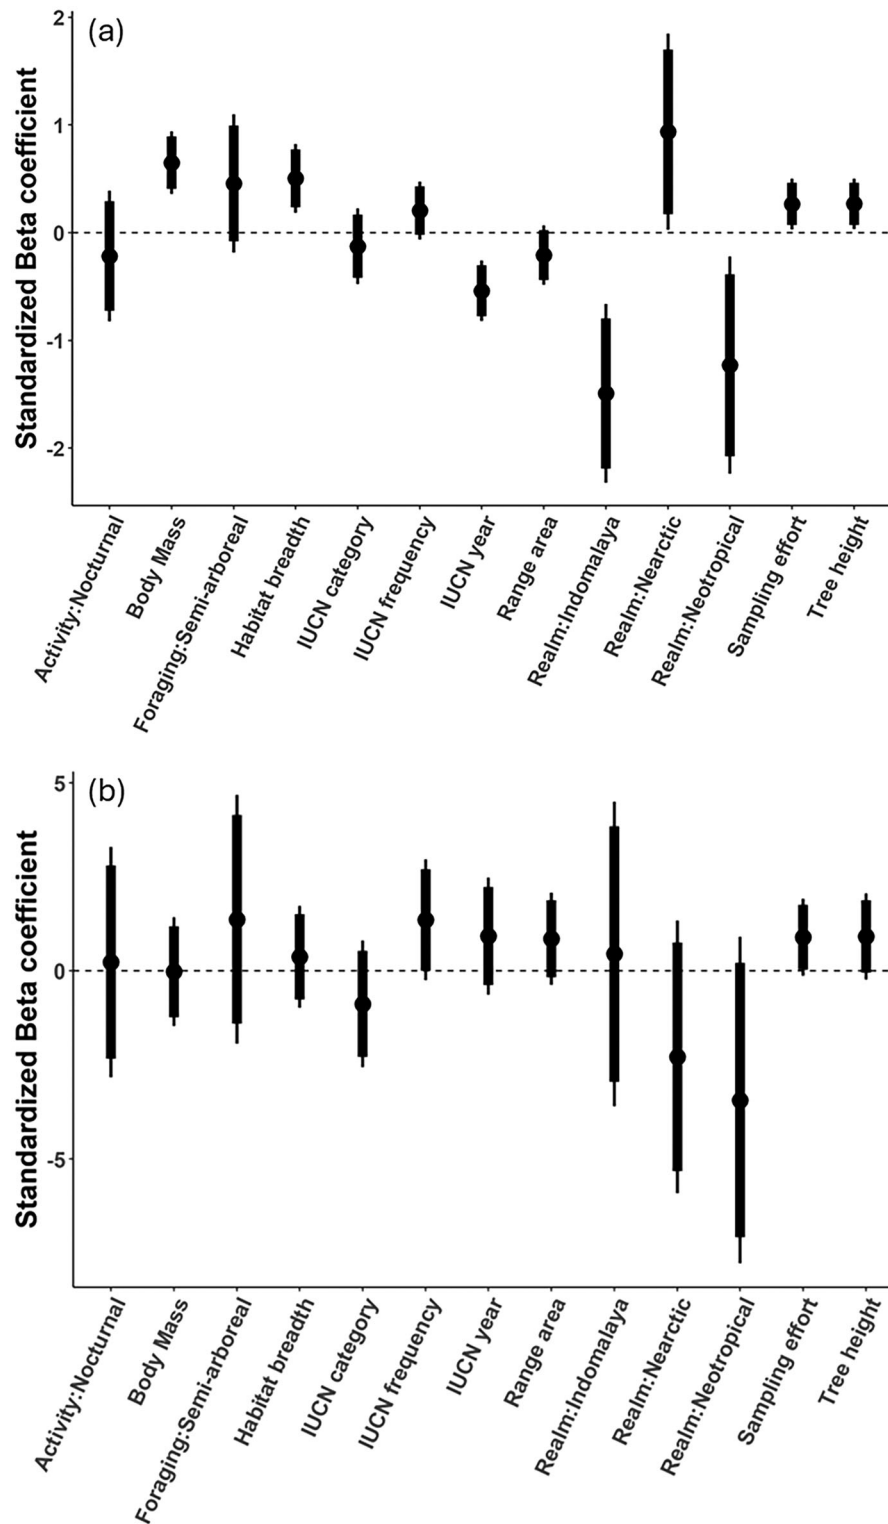 (a)
Standardized Beta coefficient
2
1
0
-1
-2
Activity:Nocturnal
Body Mass
Foraging:Semi-arboreal
Habitat breadth
IUCN category
IUCN frequency
IUCN year
Range area
Realm:Indomalaya
Realm:Nearctic
Realm:Neotropical
Sampling effort
Tree height
(b)
Standardized Beta coefficient
5
0
-5
Activity:Nocturnal
Body Mass
Foraging:Semi-arboreal
Habitat breadth
IUCN category
IUCN frequency
IUCN year
Range area
Realm:Indomalaya
Realm:Nearctic
Realm:Neotropical
Sampling effort
Tree height